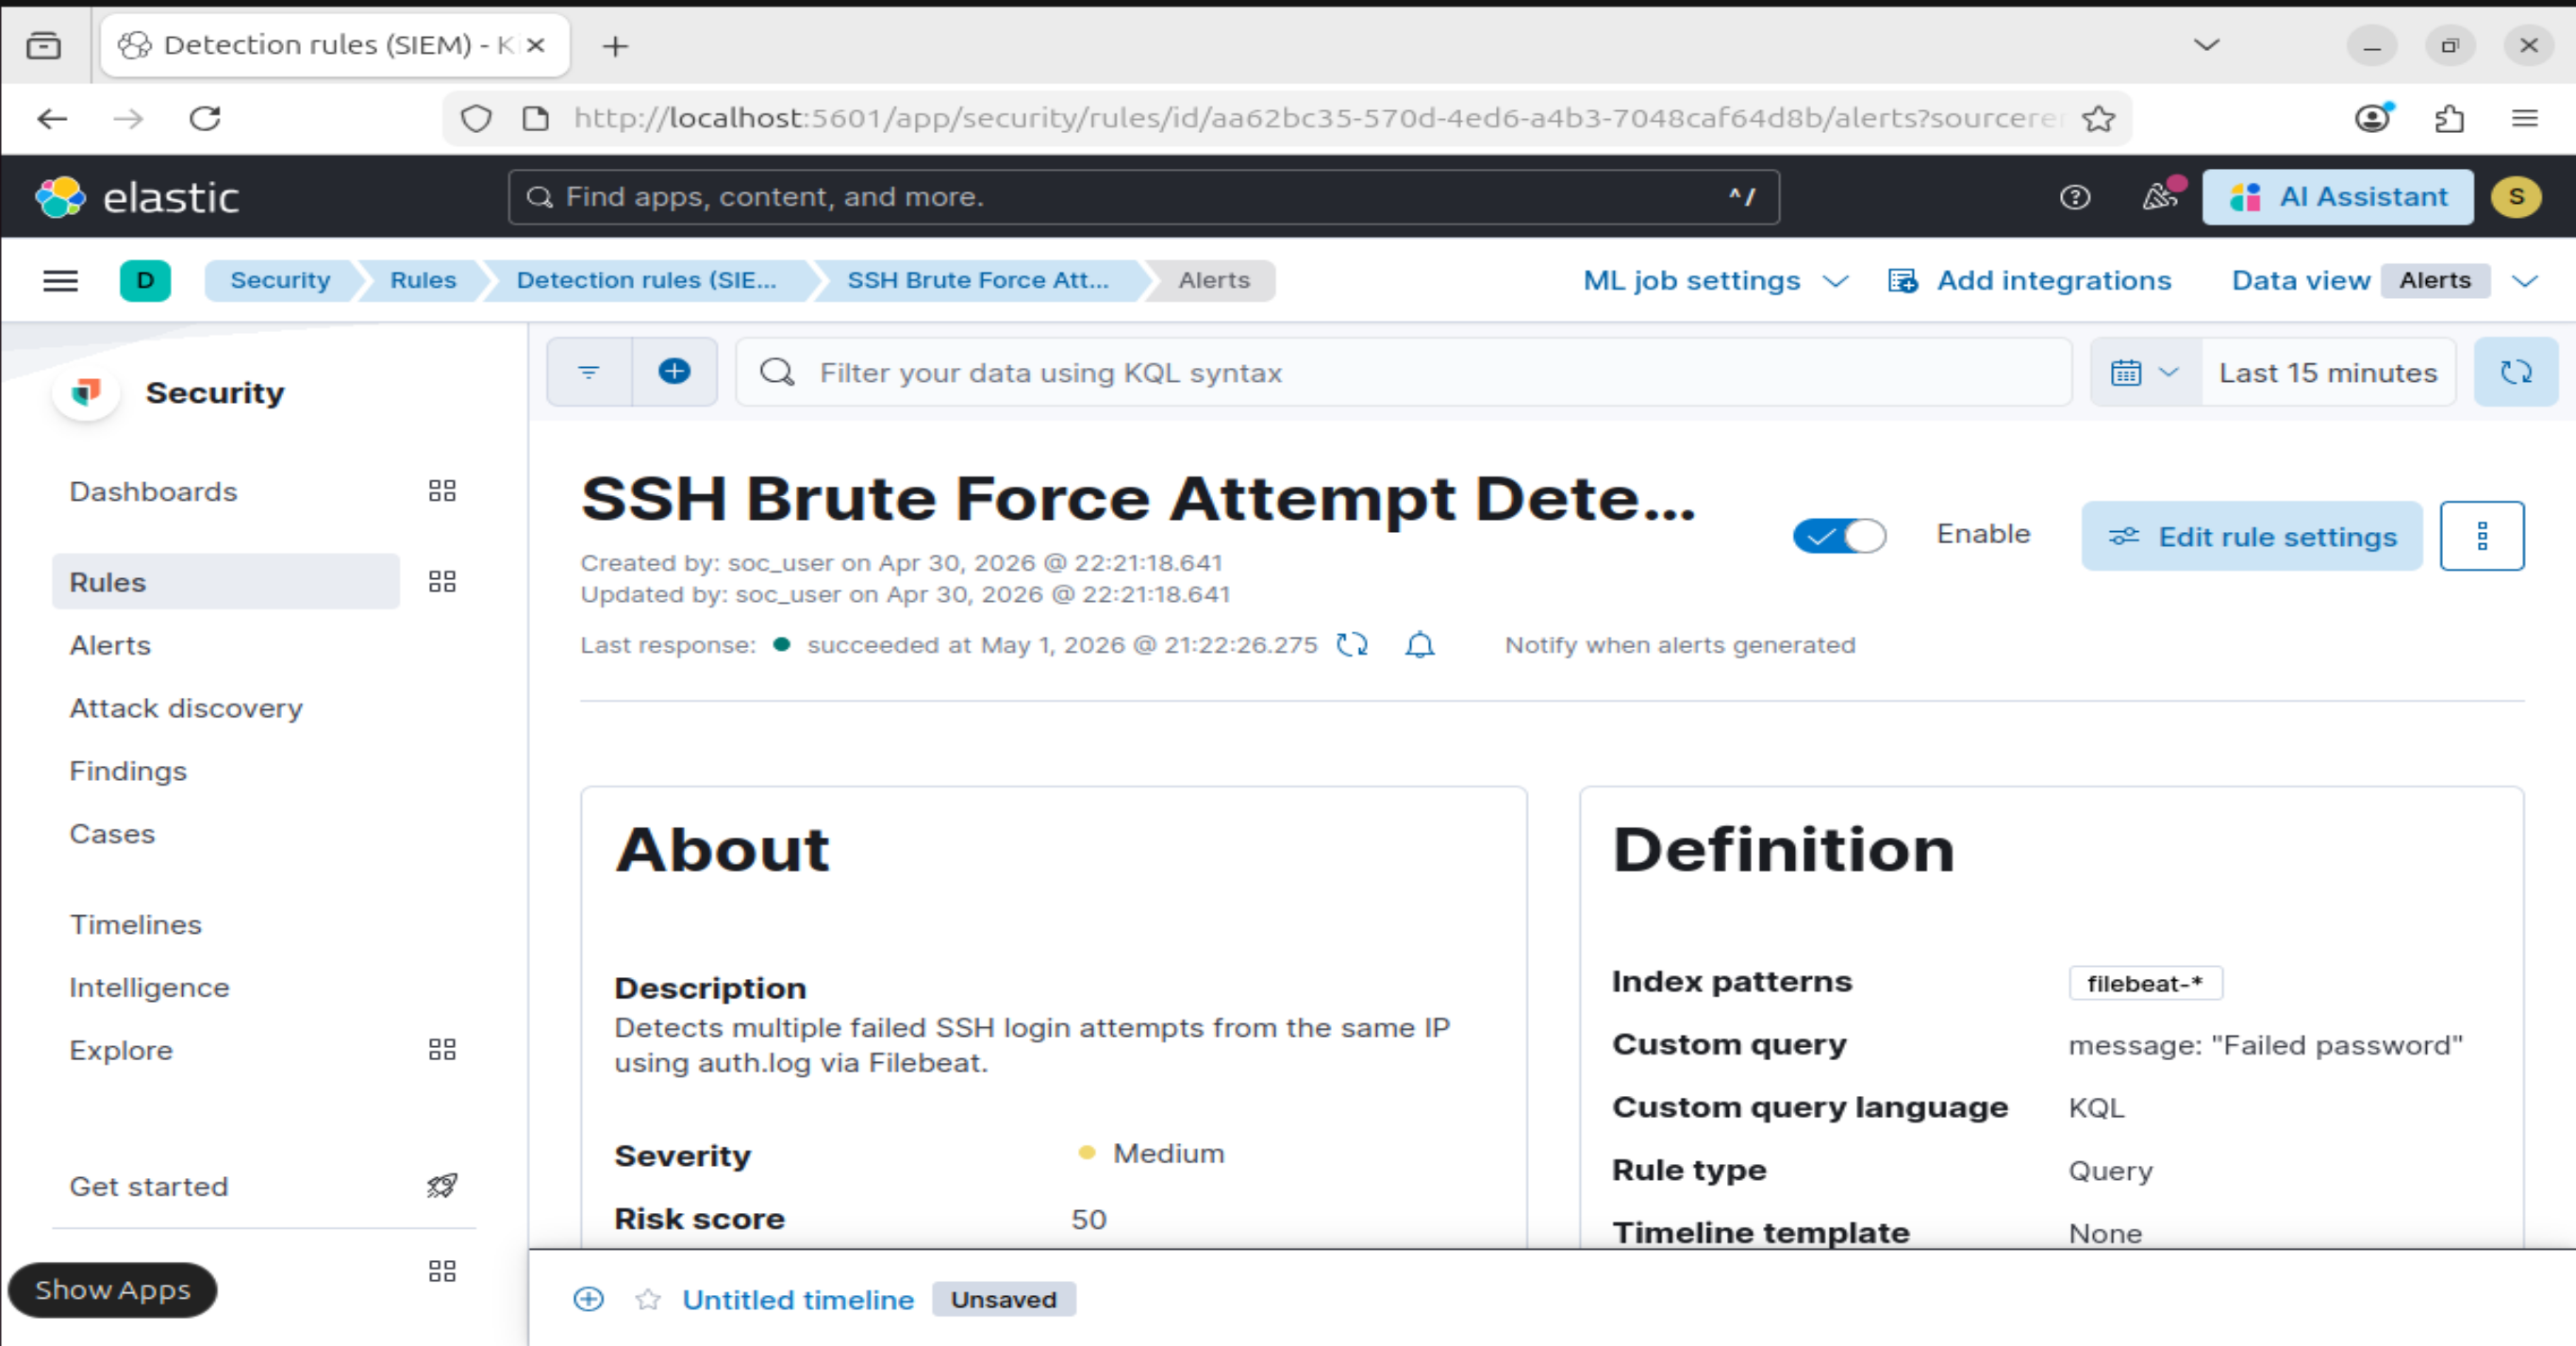 Detection rules (SIEM) - Ki
http://localhost:5601/app/security/rules/id/aa62bc35-570d-4ed6-a4b3-7048caf64d8b/alerts?sourcerer
elastic
Find apps, content, and more.
^/
AI Assistant
S
D
Security
Rules
Detection rules (SIE...
SSH Brute Force Att...
Alerts
ML job settings
Add integrations
Data view
Alerts
Security
Dashboards
Rules
Alerts
Attack discovery
Findings
Cases
Timelines
Intelligence
Explore
Get started
Show Apps
Filter your data using KQL syntax
Last 15 minutes
SSH Brute Force Attempt Dete...
Enable
Edit rule settings
Created by: soc_user on Apr 30, 2026 @ 22:21:18.641
Updated by: soc_user on Apr 30, 2026 @ 22:21:18.641
Last response: succeeded at May 1, 2026 @ 21:22:26.275
Notify when alerts generated
About
Description
Detects multiple failed SSH login attempts from the same IP
using auth.log via Filebeat.
Severity Medium
Risk score 50
Definition
Index patterns filebeat-*
Custom query message: "Failed password"
Custom query language KQL
Rule type Query
Timeline template None
Untitled timeline Unsaved